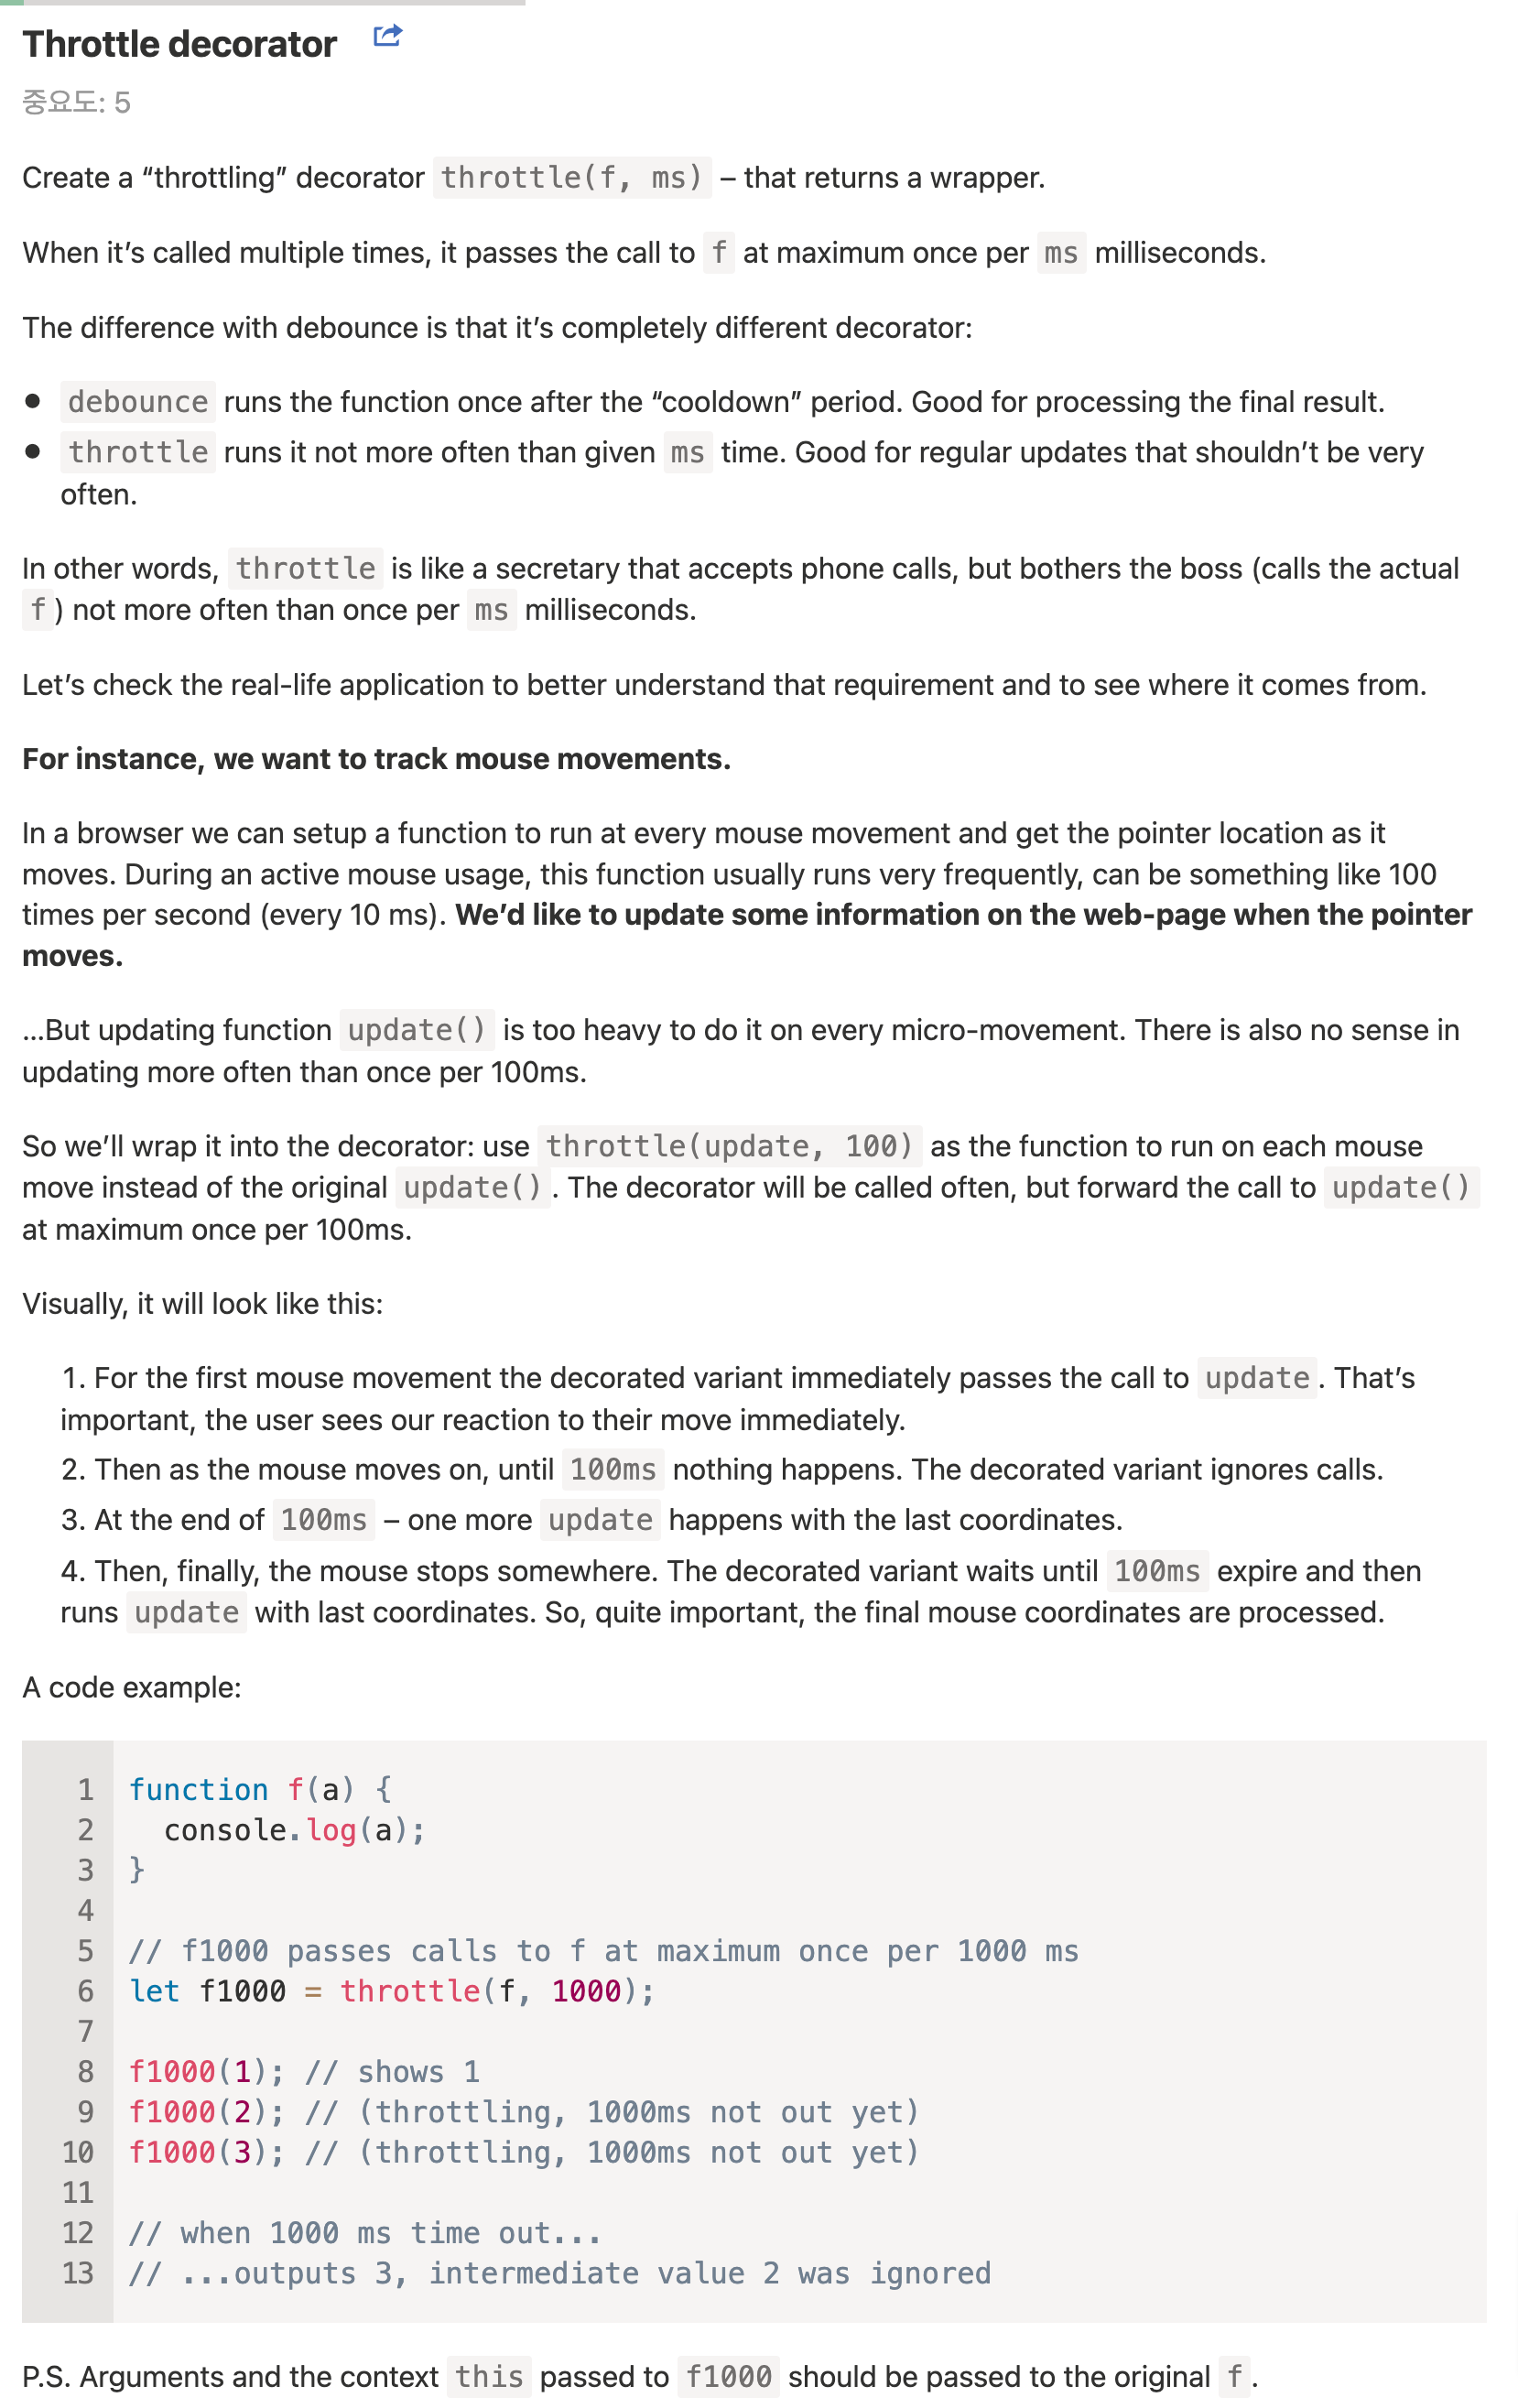 Throttle decorator
중요도: 5
Create a “throttling” decorator throttle(f, ms) – that returns a wrapper.
When it’s called multiple times, it passes the call to f at maximum once per ms milliseconds.
The difference with debounce is that it’s completely different decorator:
● debounce runs the function once after the “cooldown” period. Good for processing the final result.
● throttle runs it not more often than given ms time. Good for regular updates that shouldn’t be very
often.
In other words, throttle is like a secretary that accepts phone calls, but bothers the boss (calls the actual
f) not more often than once per ms milliseconds.
Let’s check the real-life application to better understand that requirement and to see where it comes from.
For instance, we want to track mouse movements.
In a browser we can setup a function to run at every mouse movement and get the pointer location as it
moves. During an active mouse usage, this function usually runs very frequently, can be something like 100
times per second (every 10 ms). We’d like to update some information on the web-page when the pointer
moves.
…But updating function update() is too heavy to do it on every micro-movement. There is also no sense in
updating more often than once per 100ms.
So we’ll wrap it into the decorator: use throttle(update, 100) as the function to run on each mouse
move instead of the original update(). The decorator will be called often, but forward the call to update()
at maximum once per 100ms.
Visually, it will look like this:
1. For the first mouse movement the decorated variant immediately passes the call to update. That’s
important, the user sees our reaction to their move immediately.
2. Then as the mouse moves on, until 100ms nothing happens. The decorated variant ignores calls.
3. At the end of 100ms – one more update happens with the last coordinates.
4. Then, finally, the mouse stops somewhere. The decorated variant waits until 100ms expire and then
runs update with last coordinates. So, quite important, the final mouse coordinates are processed.
A code example:
1 function f(a) {
2   console.log(a);
3 }
4
5 // f1000 passes calls to f at maximum once per 1000 ms
6 let f1000 = throttle(f, 1000);
7
8 f1000(1); // shows 1
9 f1000(2); // (throttling, 1000ms not out yet)
10 f1000(3); // (throttling, 1000ms not out yet)
11
12 // when 1000 ms time out...
13 // ...outputs 3, intermediate value 2 was ignored
P.S. Arguments and the context this passed to f1000 should be passed to the original f.